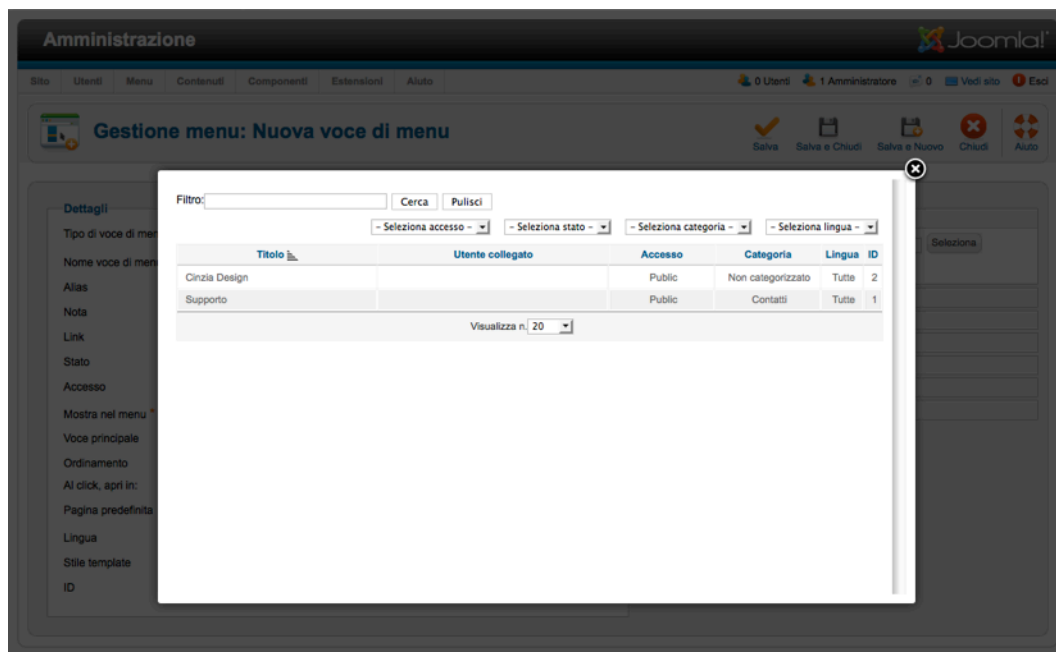 Amministrazione
Joomla!
Sito Utenti Menu Contenuti Componenti Estensioni Aiuto 0 Utenti 1 Amministratore 0 Vedi sito Esci
Gestione menu: Nuova voce di menu
Salva Salva e Chiudi Salva e Nuovo Chiudi Aiuto
Filtro: Cerca Pulisci
- Seleziona accesso - - Seleziona stato - - Seleziona categoria - - Seleziona lingua -
Titolo Utente collegato Accesso Categoria Lingua ID
Cinzia Design Public Non categorizzato Tutte 2
Supporto Public Contatti Tutte 1
Visualizza n. 20
Dettagli
Tipo di voce di men
Seleziona
Nome voce di men
Alias
Nota
Link
Stato
Accesso
Mostra nel menu *
Voce principale
Ordinamento
Al click, apri in:
Pagina predefinita
Lingua
Stile template
ID